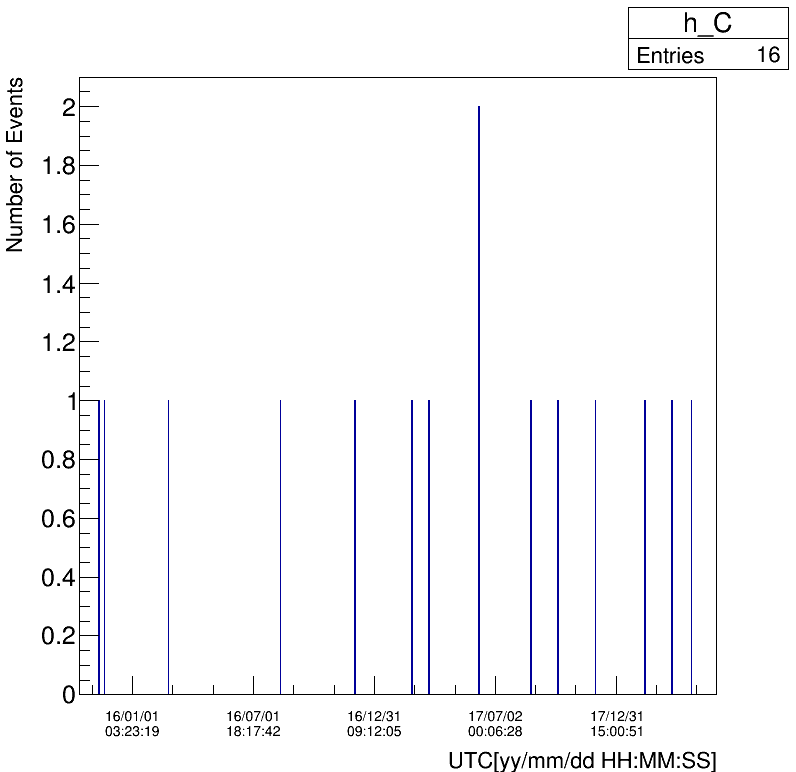 h_C
Entries 16
Number of Events
2
1.8
1.6
1.4
1.2
1
0.8
0.6
0.4
0.2
0
16/01/01 16/07/01 16/12/31 17/07/02 17/12/31
03:23:19 18:17:42 09:12:05 00:06:28 15:00:51
UTC[yy/mm/dd HH:MM:SS]